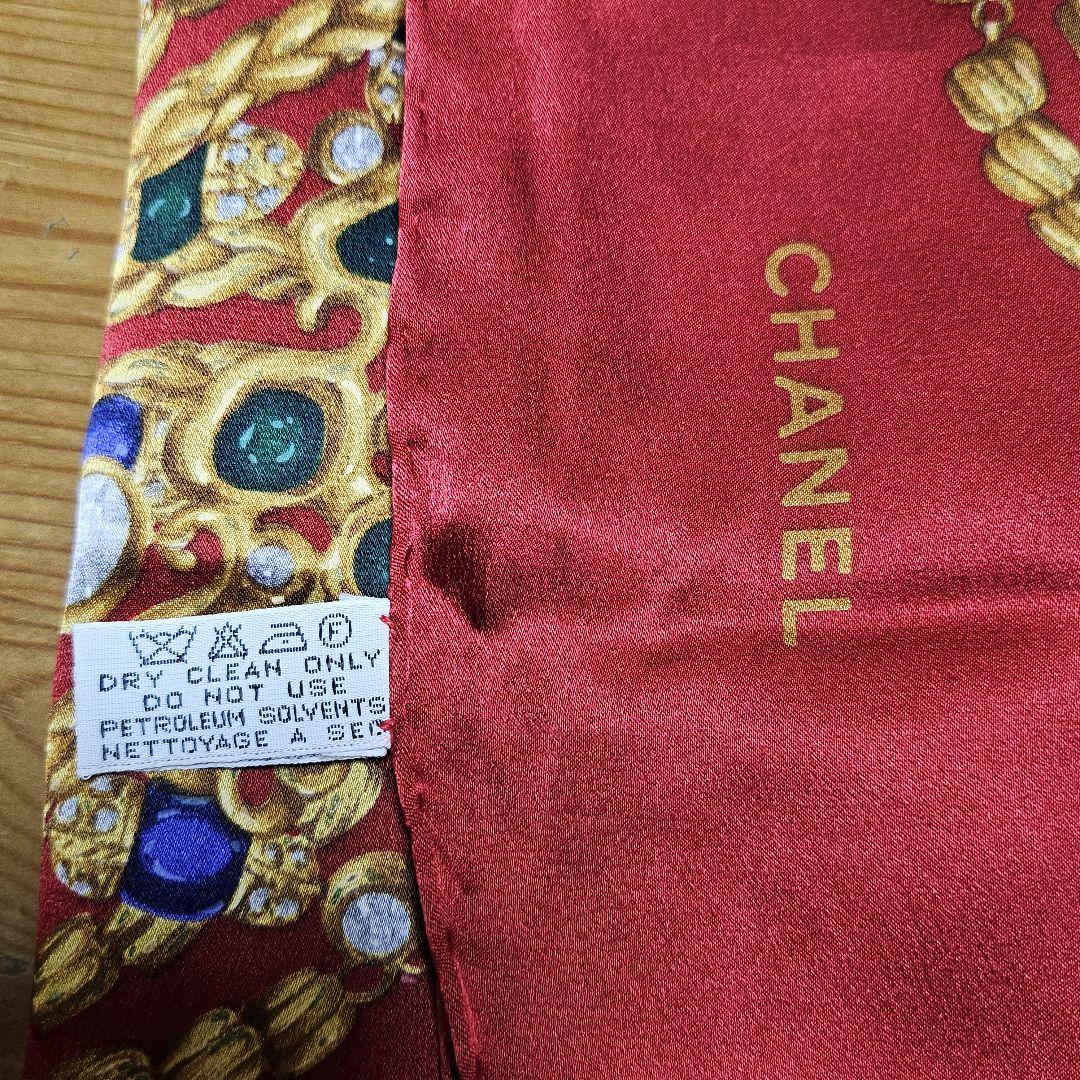 CHANEL
F
DRY CLEAN ONLY
DO NOT USE
PETROLEUM SOLVENTS
NETTOYAGE A SEC